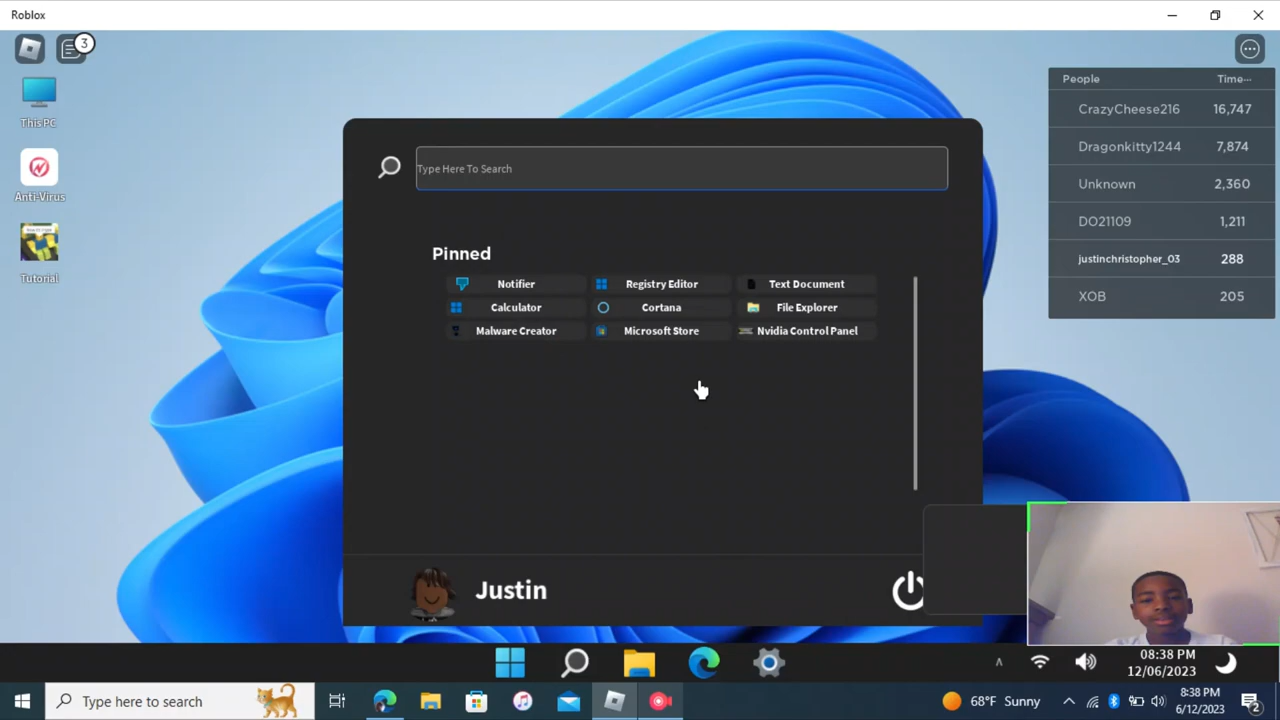 Roblox
3
This PC
Anti-Virus
Tutorial
Type Here To Search
Pinned
Notifier
Registry Editor
Text Document
Calculator
Cortana
File Explorer
Malware Creator
Microsoft Store
Nvidia Control Panel
Justin
People Time···
CrazyCheese216 16,747
Dragonkitty1244 7,874
Unknown 2,360
DO21109 1,211
justinchristopher_03 288
XOB 205
08:38 PM
12/06/2023
Type here to search
68°F Sunny
8:38 PM
6/12/2023
2